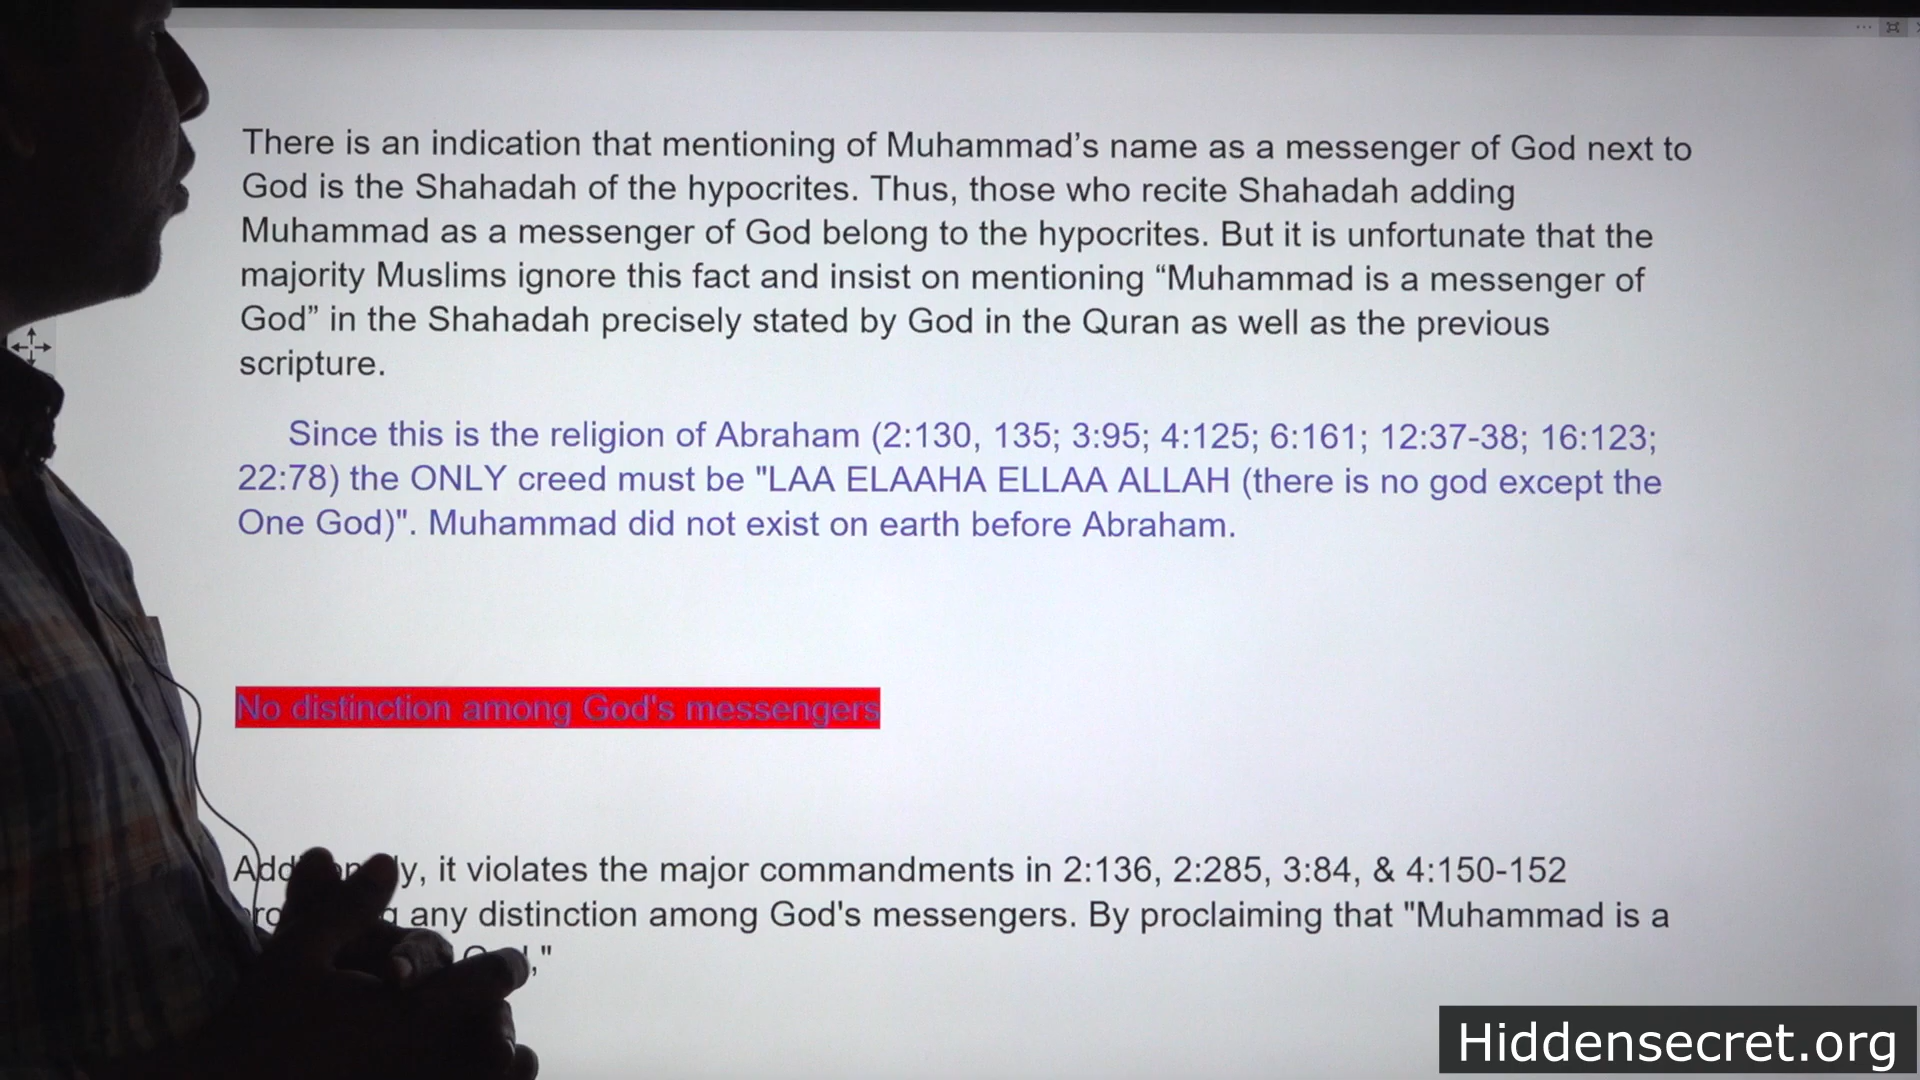 There is an indication that mentioning of Muhammad’s name as a messenger of God next to
God is the Shahadah of the hypocrites. Thus, those who recite Shahadah adding
Muhammad as a messenger of God belong to the hypocrites. But it is unfortunate that the
majority Muslims ignore this fact and insist on mentioning “Muhammad is a messenger of
God” in the Shahadah precisely stated by God in the Quran as well as the previous
scripture.
Since this is the religion of Abraham (2:130, 135; 3:95; 4:125; 6:161; 12:37-38; 16:123;
22:78) the ONLY creed must be "LAA ELAAHA ELLAA ALLAH (there is no god except the
One God)". Muhammad did not exist on earth before Abraham.
No distinction among God's messengers
it violates the major commandments in 2:136, 2:285, 3:84, & 4:150-152
any distinction among God's messengers. By proclaiming that "Muhammad is a
Hiddensecret.org